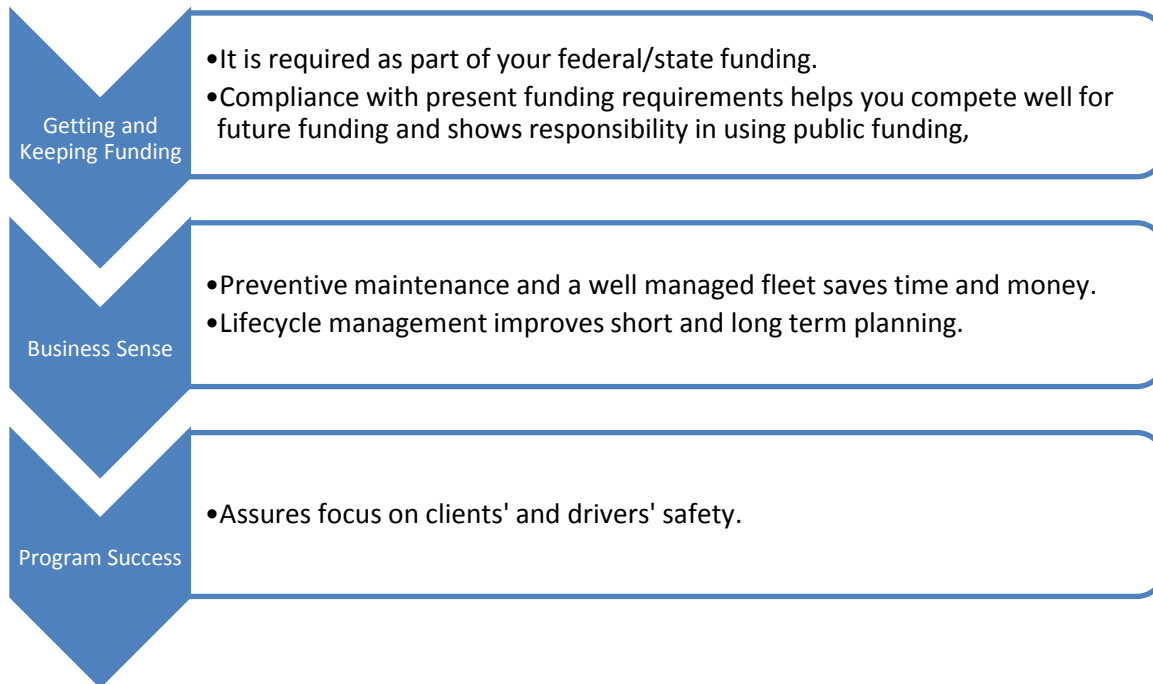 Getting and
Keeping Funding
•It is required as part of your federal/state funding.
•Compliance with present funding requirements helps you compete well for
future funding and shows responsibility in using public funding,
Business Sense
•Preventive maintenance and a well managed fleet saves time and money.
•Lifecycle management improves short and long term planning.
Program Success
•Assures focus on clients' and drivers' safety.